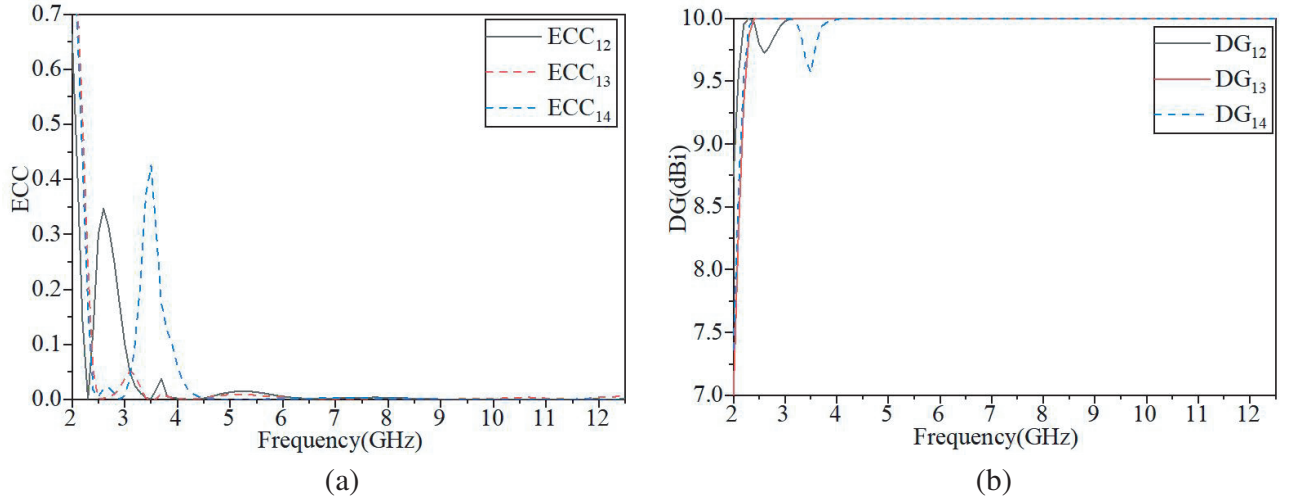 0.7
0.6
0.5
0.4
0.3
0.2
0.1
0.0
ECC
ECC12
ECC13
ECC14
2 3 4 5 6 7 8 9 10 11 12
Frequency(GHz)
(a)
10.0
9.5
9.0
8.5
8.0
7.5
7.0
DG(dBi)
DG12
DG13
DG14
2 3 4 5 6 7 8 9 10 11 12
Frequency(GHz)
(b)